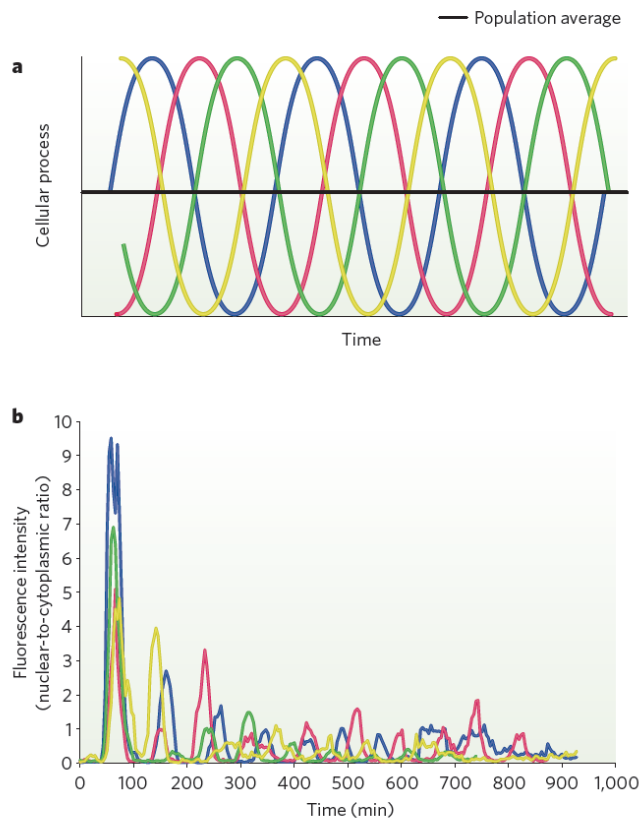 Population average
a
Cellular process
Time
b
Fluorescence intensity
(nuclear-to-cytoplasmic ratio)
10
9
8
7
6
5
4
3
2
1
0
0 100 200 300 400 500 600 700 800 900 1,000
Time (min)